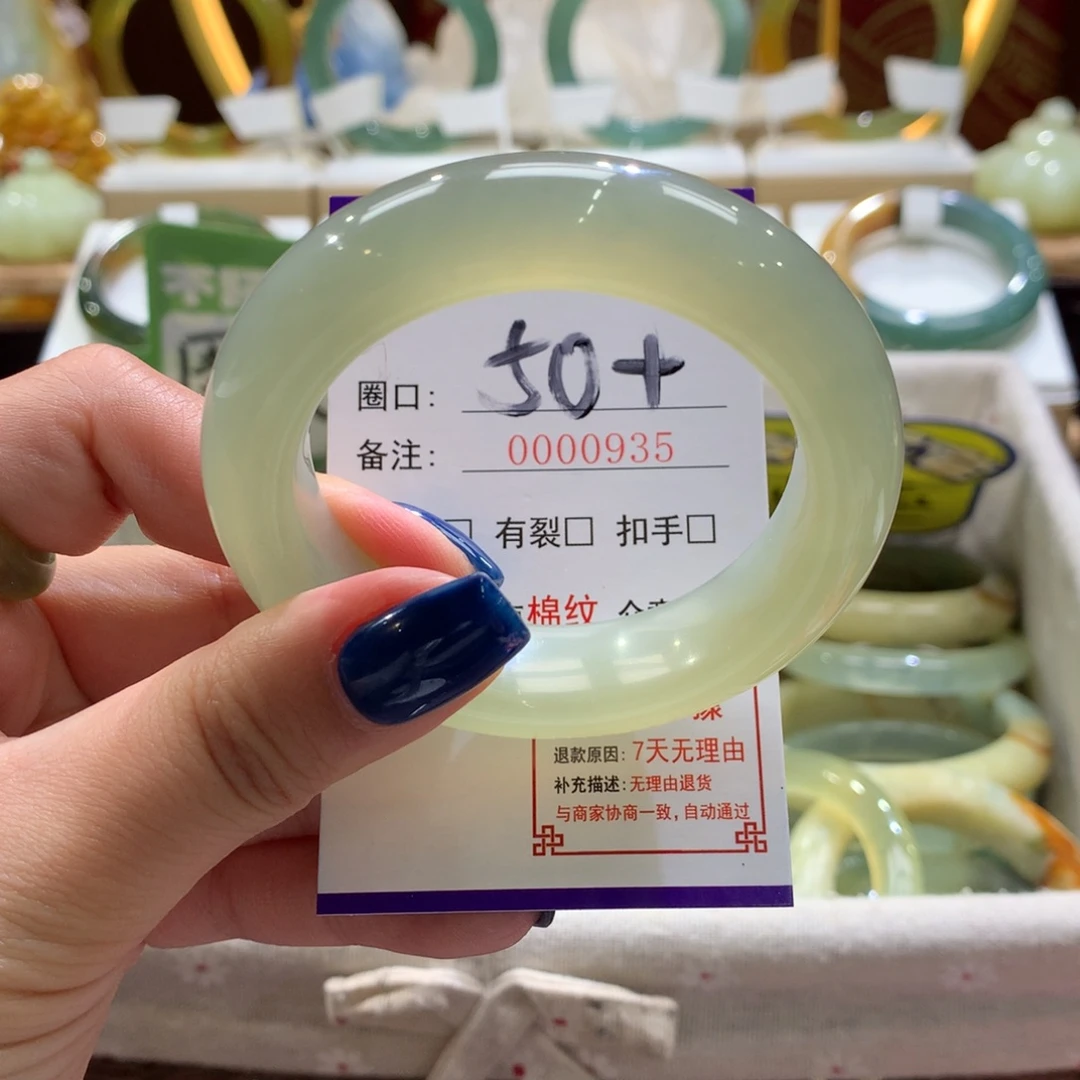 圈口: 50+
备注: 0000935
□ 有裂□ 扣手□
棉纹
退款原因: 7天无理由
补充描述: 无理由退货
与商家协商一致, 自动通过